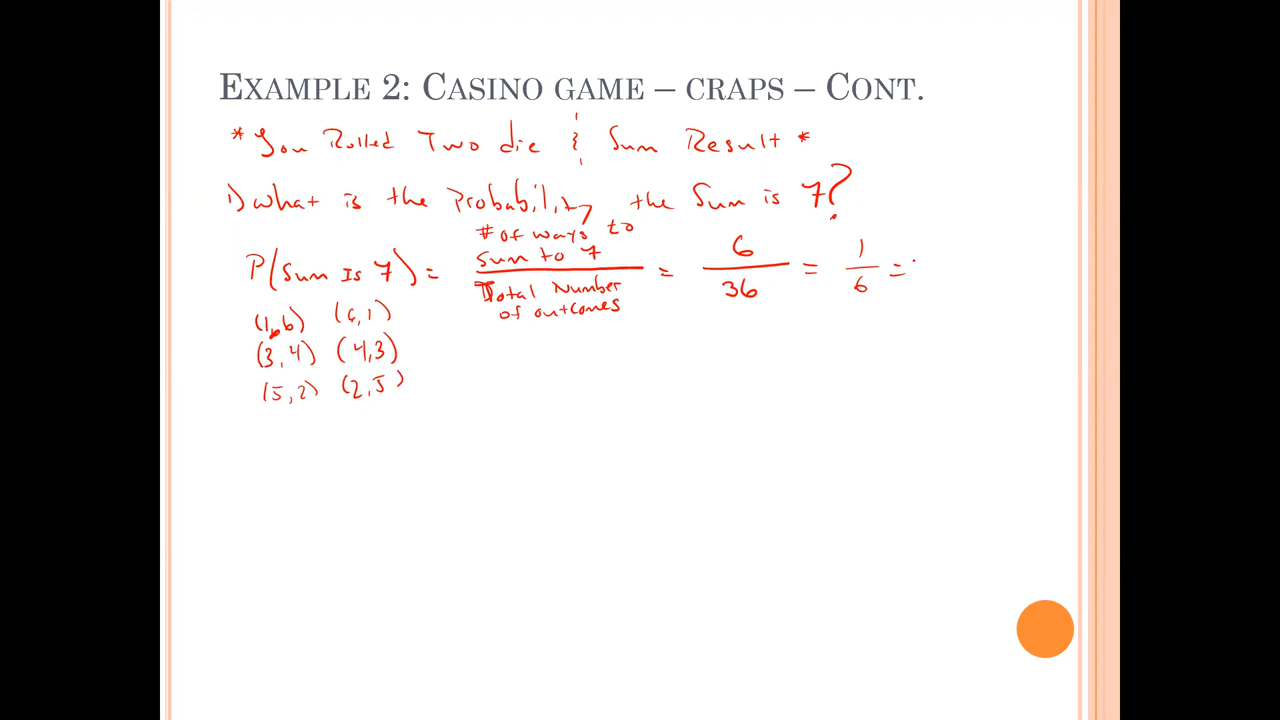 EXAMPLE 2: CASINO GAME – CRAPS – CONT.
* You Rolled Two die & Sum Result *
1) What is the Probability the Sum is 7?
P(Sum Is 7) = # of ways to sum to 7 / Total Number of outcomes = 6/36 = 1/6 =
(1,6) (6,1)
(3,4) (4,3)
(5,2) (2,5)